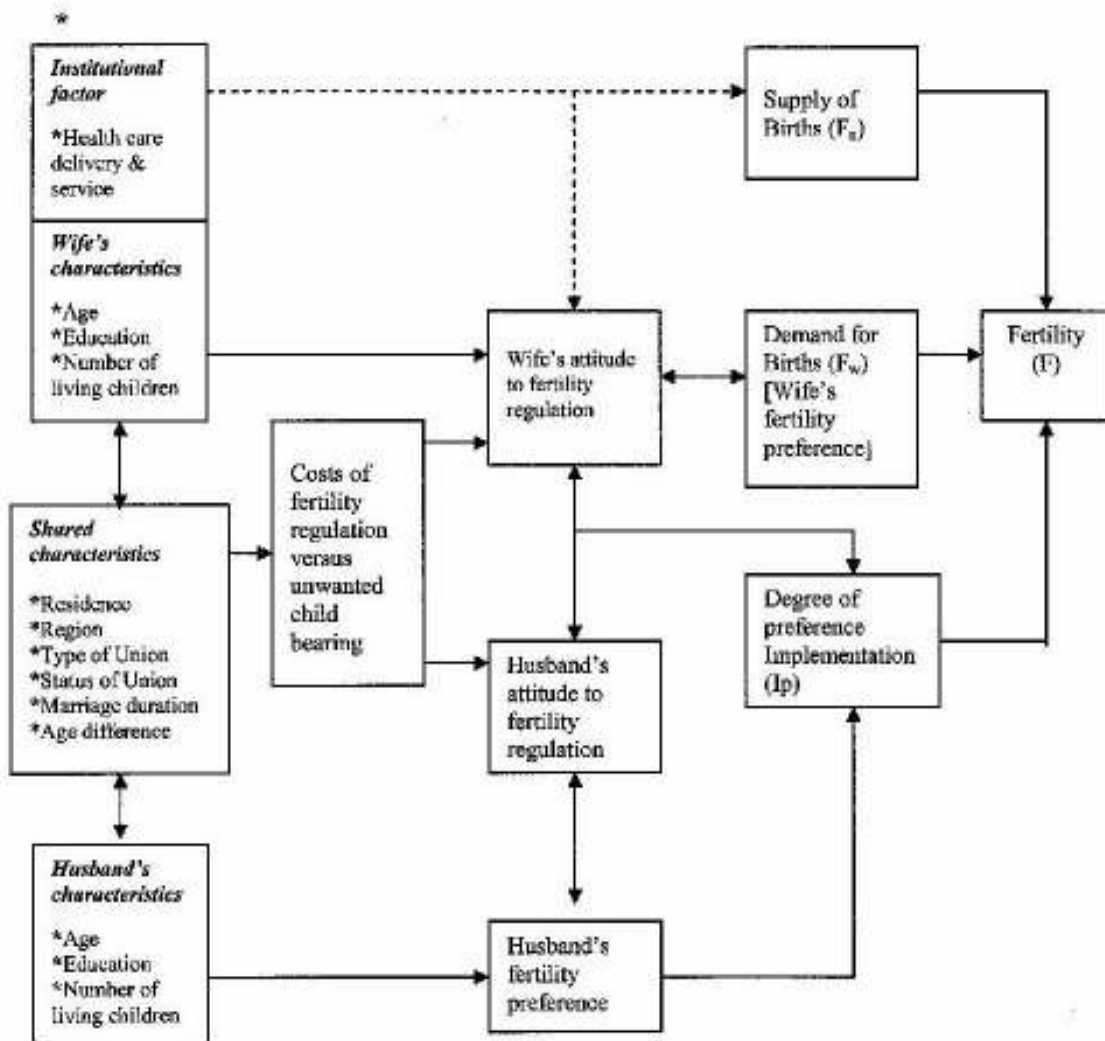 *
Institutional
factor
*Health care
delivery &
service
Wife's
characteristics
*Age
*Education
*Number of
living children
Shared
characteristics
*Residence
*Region
*Type of Union
*Status of Union
*Marriage duration
*Age difference
Husband's
characteristics
*Age
*Education
*Number of
living children
Costs of
fertility
regulation
versus
unwanted
child
bearing
Wife's attitude
to fertility
regulation
Husband's
attitude to
fertility
regulation
Husband's
fertility
preference
Supply of
Births (Fn)
Demand for
Births (Fw)
[Wife's
fertility
preference]
Degree of
preference
Implementation
(Ip)
Fertility
(F)